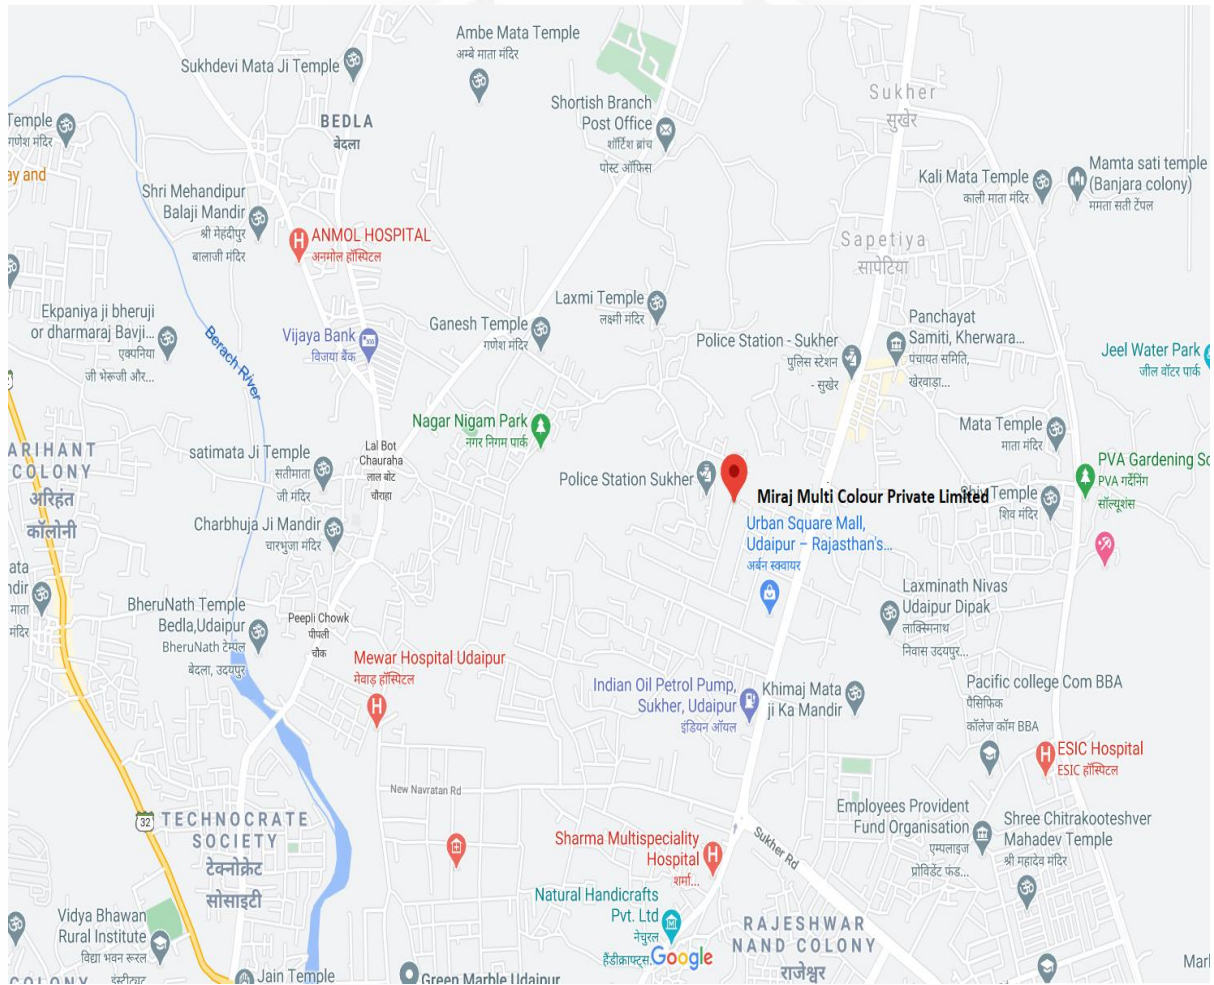 Ambe Mata Temple
अम्बे माता मंदिर
Sukhdevi Mata Ji Temple
BEDLA
बेदला
Shortish Branch
Post Office
शॉर्टिश ब्रांच
पोस्ट ऑफिस
Sukher
सुखेर
Temple
गणेश मंदिर
ay and
Shri Mehandipur
Balaji Mandir
श्री मेहंदीपुर
बालाजी मंदिर
Kali Mata Temple
काली माता मंदिर
Mamta sati temple
(Banjara colony)
ममता सती टेंपल
ANMOL HOSPITAL
अनमोल हॉस्पिटल
Sapetiya
सापेटिया
Ekpaniya ji bheruji
or dharmaraj Bavji...
एक्पनिया
जी भेरूजी और...
Berach River
Vijaya Bank
विजया बैंक
Ganesh Temple
गणेश मंदिर
Laxmi Temple
लक्ष्मी मंदिर
Police Station - Sukher
पुलिस स्टेशन
- सुखेर
Panchayat
Samiti, Kherwara...
पंचायत समिति,
खेरवाड़ा...
Jeel Water Park
जील वॉटर पार्क
Nagar Nigam Park
नगर निगम पार्क
Mata Temple
माता मंदिर
ARIHANT
COLONY
अरिहंत
कॉलोनी
satimata Ji Temple
सतीमाता
जी मंदिर
Lal Bot
Chauraha
लाल बोट
चौराहा
Police Station Sukher
Miraj Multi Colour Private Limited
Temple
शिव मंदिर
PVA Gardening So
PVA गर्देनिंग
सॉल्यूशंस
Charbhuja Ji Mandir
चारभुजा मंदिर
Urban Square Mall,
Udaipur – Rajasthan's...
अर्बन स्क्वायर
ata
ndir
माता
मंदिर
BheruNath Temple
Bedla,Udaipur
BheruNath टेम्पल
बेदला, उदयपुर
Peepli Chowk
पीपली
चौक
Laxminath Nivas
Udaipur Dipak
लाक्स्मिनाथ
निवास उदयपुर...
Mewar Hospital Udaipur
मेवाड़ हॉस्पिटल
Indian Oil Petrol Pump,
Sukher, Udaipur
इंडियन ऑयल
Khimaj Mata
ji Ka Mandir
Pacific college Com BBA
पैसिफिक
कॉलेज कॉम BBA
ESIC Hospital
ESIC हॉस्पिटल
New Navratan Rd
32
TECHNOCRATE
SOCIETY
टेक्नोक्रेट
सोसाइटी
Sharma Multispeciality
Hospital
शर्मा...
Sukher Rd
Employees Provident
Fund Organisation
एम्पलाइज
प्रोविडेंट फंड...
Shree Chitrakooteshver
Mahadev Temple
श्री महादेव मंदिर
Natural Handicrafts
Pvt. Ltd
नेचुरल
हैंडीक्राफ्ट्स
Google
RAJESHWAR
NAND COLONY
राजेश्वर
Vidya Bhawan
Rural Institute
विद्या भवन रूरल
इंस्टीट्यूट
COLONY
Jain Temple
Green Marble Udaipur
Marl